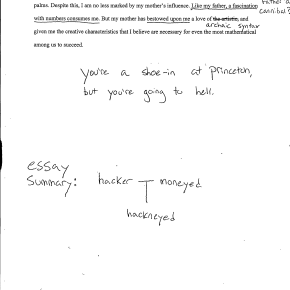 palms. Despite this, I am no less marked by my mother's influence. Like my father, a fascination
father a cannibal?
with numbers consumes me. But my mother has bestowed upon me a love of the artistic, and
archaic syntax
given me the creative characteristics that I believe are necessary for even the most mathematical
among us to succeed.
you're a shoe-in at princeton,
but you're going to hell.
essay
summary: hacker moneyed
hackneyed